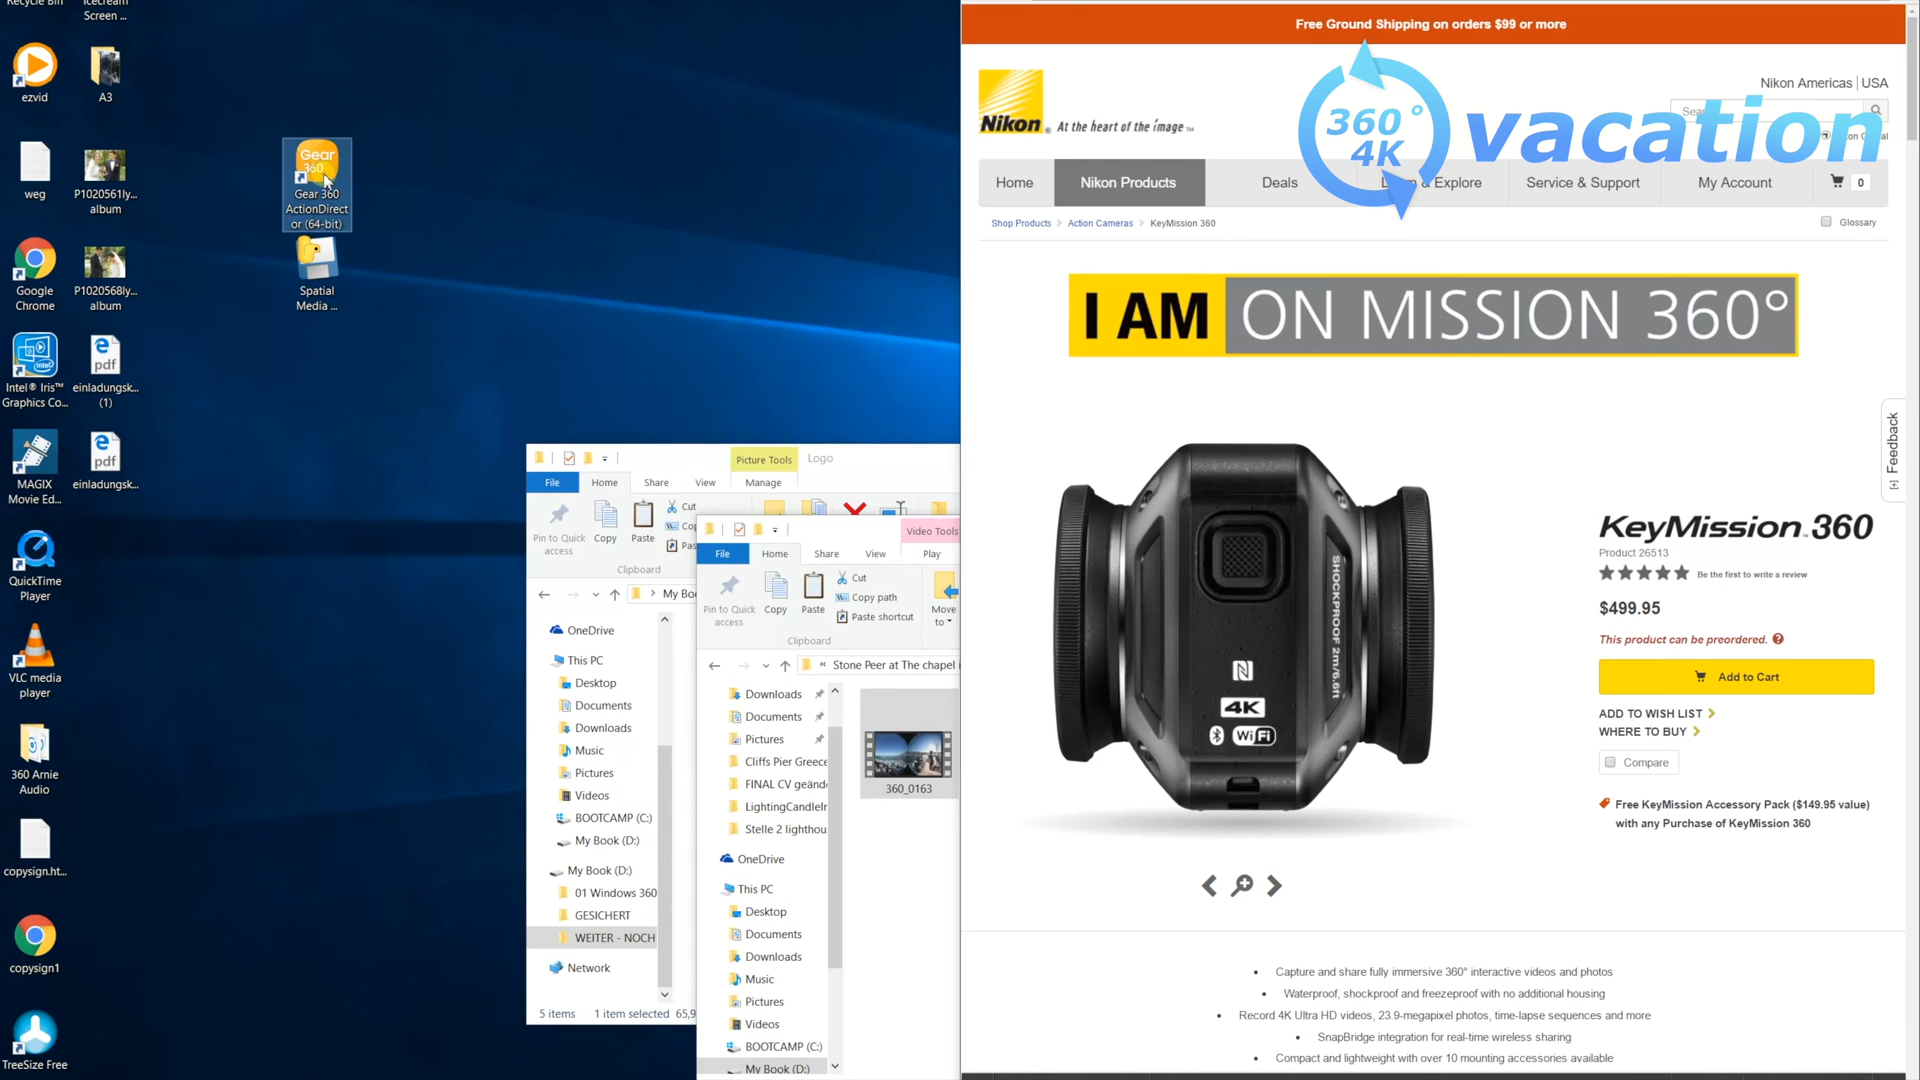 Recycle Bin
Icecream
Screen ...
ezvid
A3
weg
P1020561ly...
album
Google
Chrome
P1020568ly...
album
Intel® Iris™
Graphics Co...
einladungsk...
(1)
MAGIX
Movie Ed...
einladungsk...
QuickTime
Player
VLC media
player
360 Arnie
Audio
copysign.ht...
copysign1
TreeSize Free
Gear
360
Gear 360
ActionDirect
or (64-bit)
Spatial
Media ...
pdf
pdf
Picture Tools
Logo
File
Home
Share
View
Manage
Pin to Quick
access
Copy
Paste
Cut
Clipboard
OneDrive
This PC
Desktop
Documents
Downloads
Music
Pictures
Videos
BOOTCAMP (C:)
My Book (D:)
My Book (D:)
01 Windows 360
GESICHERT
WEITER - NOCH
Network
5 items
1 item selected 65,9
Video Tools
File
Home
Share
View
Play
Pin to Quick
access
Copy
Paste
Cut
Copy path
Paste shortcut
Move
to
Clipboard
« Stone Peer at The chapel i
Downloads
Documents
Pictures
Cliffs Pier Greece
FINAL CV geänd
LightingCandleIn
Stelle 2 lighthou
OneDrive
This PC
Desktop
Documents
Downloads
Music
Pictures
Videos
BOOTCAMP (C:)
My Book (D:)
360_0163
Free Ground Shipping on orders $99 or more
Nikon
At the heart of the image™
Nikon Americas | USA
360°
4K
vacation
Home
Nikon Products
Deals
& Explore
Service & Support
My Account
0
Shop Products > Action Cameras > KeyMission 360
Glossary
I AM ON MISSION 360°
[+] Feedback
SHOCKPROOF 2m/6.6ft
4K
WiFi
KeyMission 360
Product 26513
Be the first to write a review
$499.95
This product can be preordered.
Add to Cart
ADD TO WISH LIST
WHERE TO BUY
Compare
Free KeyMission Accessory Pack ($149.95 value)
with any Purchase of KeyMission 360
• Capture and share fully immersive 360° interactive videos and photos
• Waterproof, shockproof and freezeproof with no additional housing
• Record 4K Ultra HD videos, 23.9-megapixel photos, time-lapse sequences and more
• SnapBridge integration for real-time wireless sharing
• Compact and lightweight with over 10 mounting accessories available